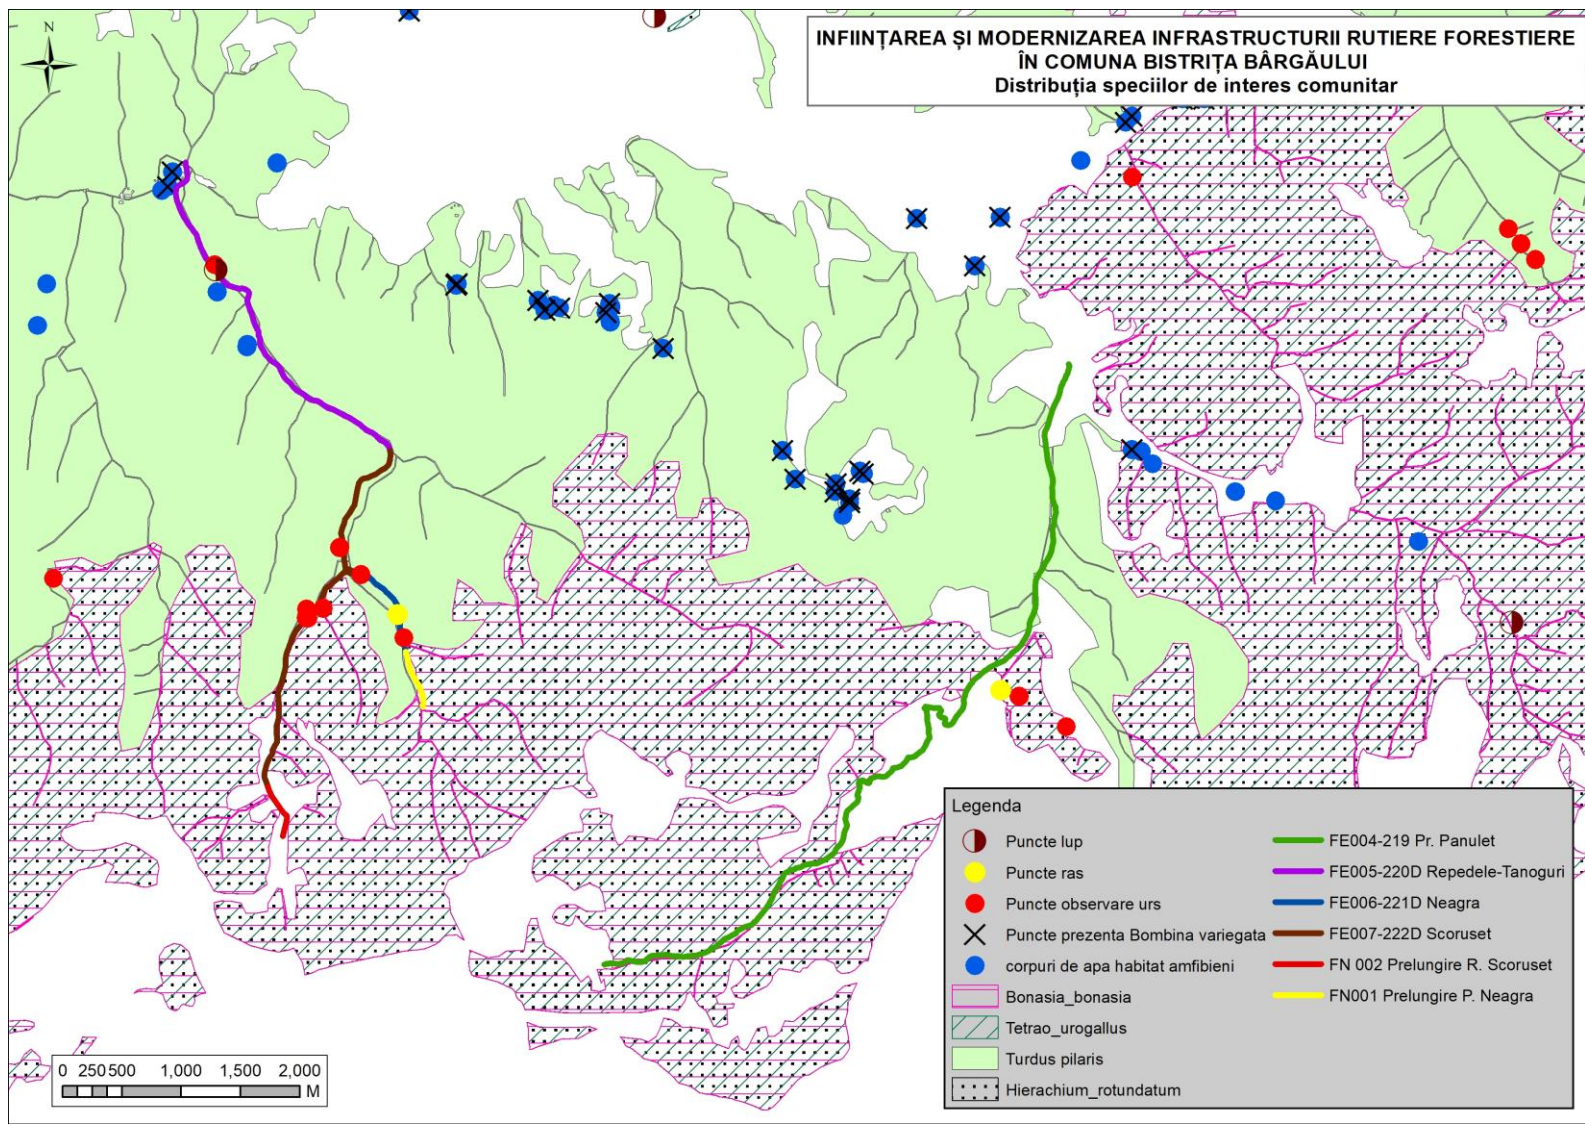 N
INFIINȚAREA ȘI MODERNIZAREA INFRASTRUCTURII RUTIERE FORESTIERE
ÎN COMUNA BISTRIȚA BÂRGĂULUI
Distribuția speciilor de interes comunitar
Legenda
Puncte lup
Puncte ras
Puncte observare urs
Puncte prezenta Bombina variegata
corpuri de apa habitat amfibieni
Bonasia_bonasia
Tetrao_urogallus
Turdus pilaris
Hierachium_rotundatum
FE004-219 Pr. Panulet
FE005-220D Repedele-Tanoguri
FE006-221D Neagra
FE007-222D Scoruset
FN 002 Prelungire R. Scoruset
FN001 Prelungire P. Neagra
0 250 500 1,000 1,500 2,000
M